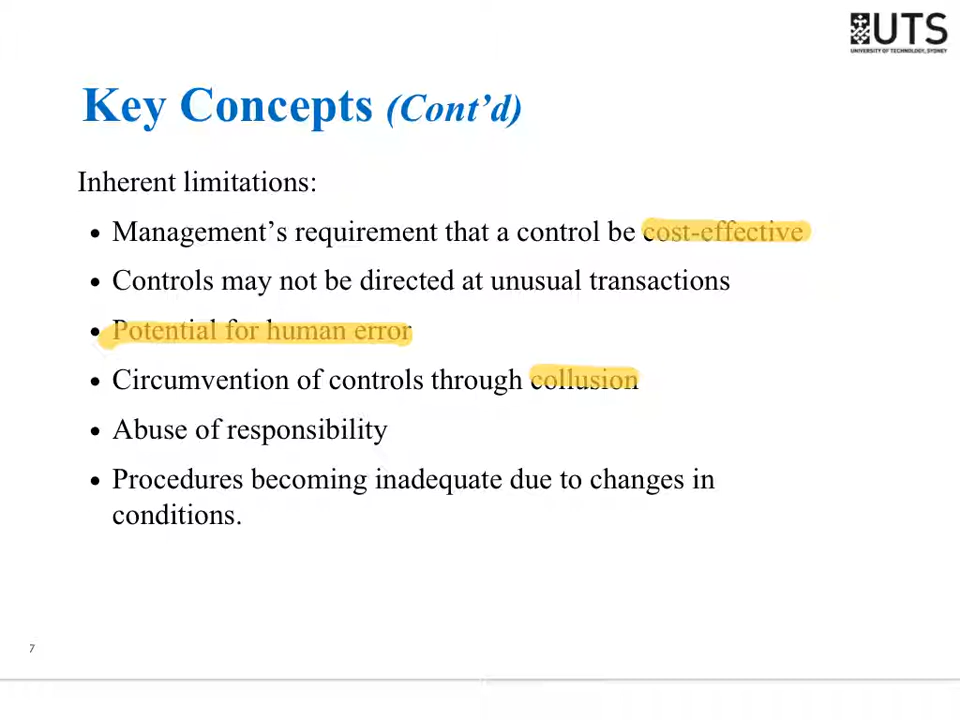 UTS
UNIVERSITY OF TECHNOLOGY, SYDNEY
Key Concepts (Cont’d)
Inherent limitations:
• Management’s requirement that a control be cost-effective
• Controls may not be directed at unusual transactions
• Potential for human error
• Circumvention of controls through collusion
• Abuse of responsibility
• Procedures becoming inadequate due to changes in
conditions.
7